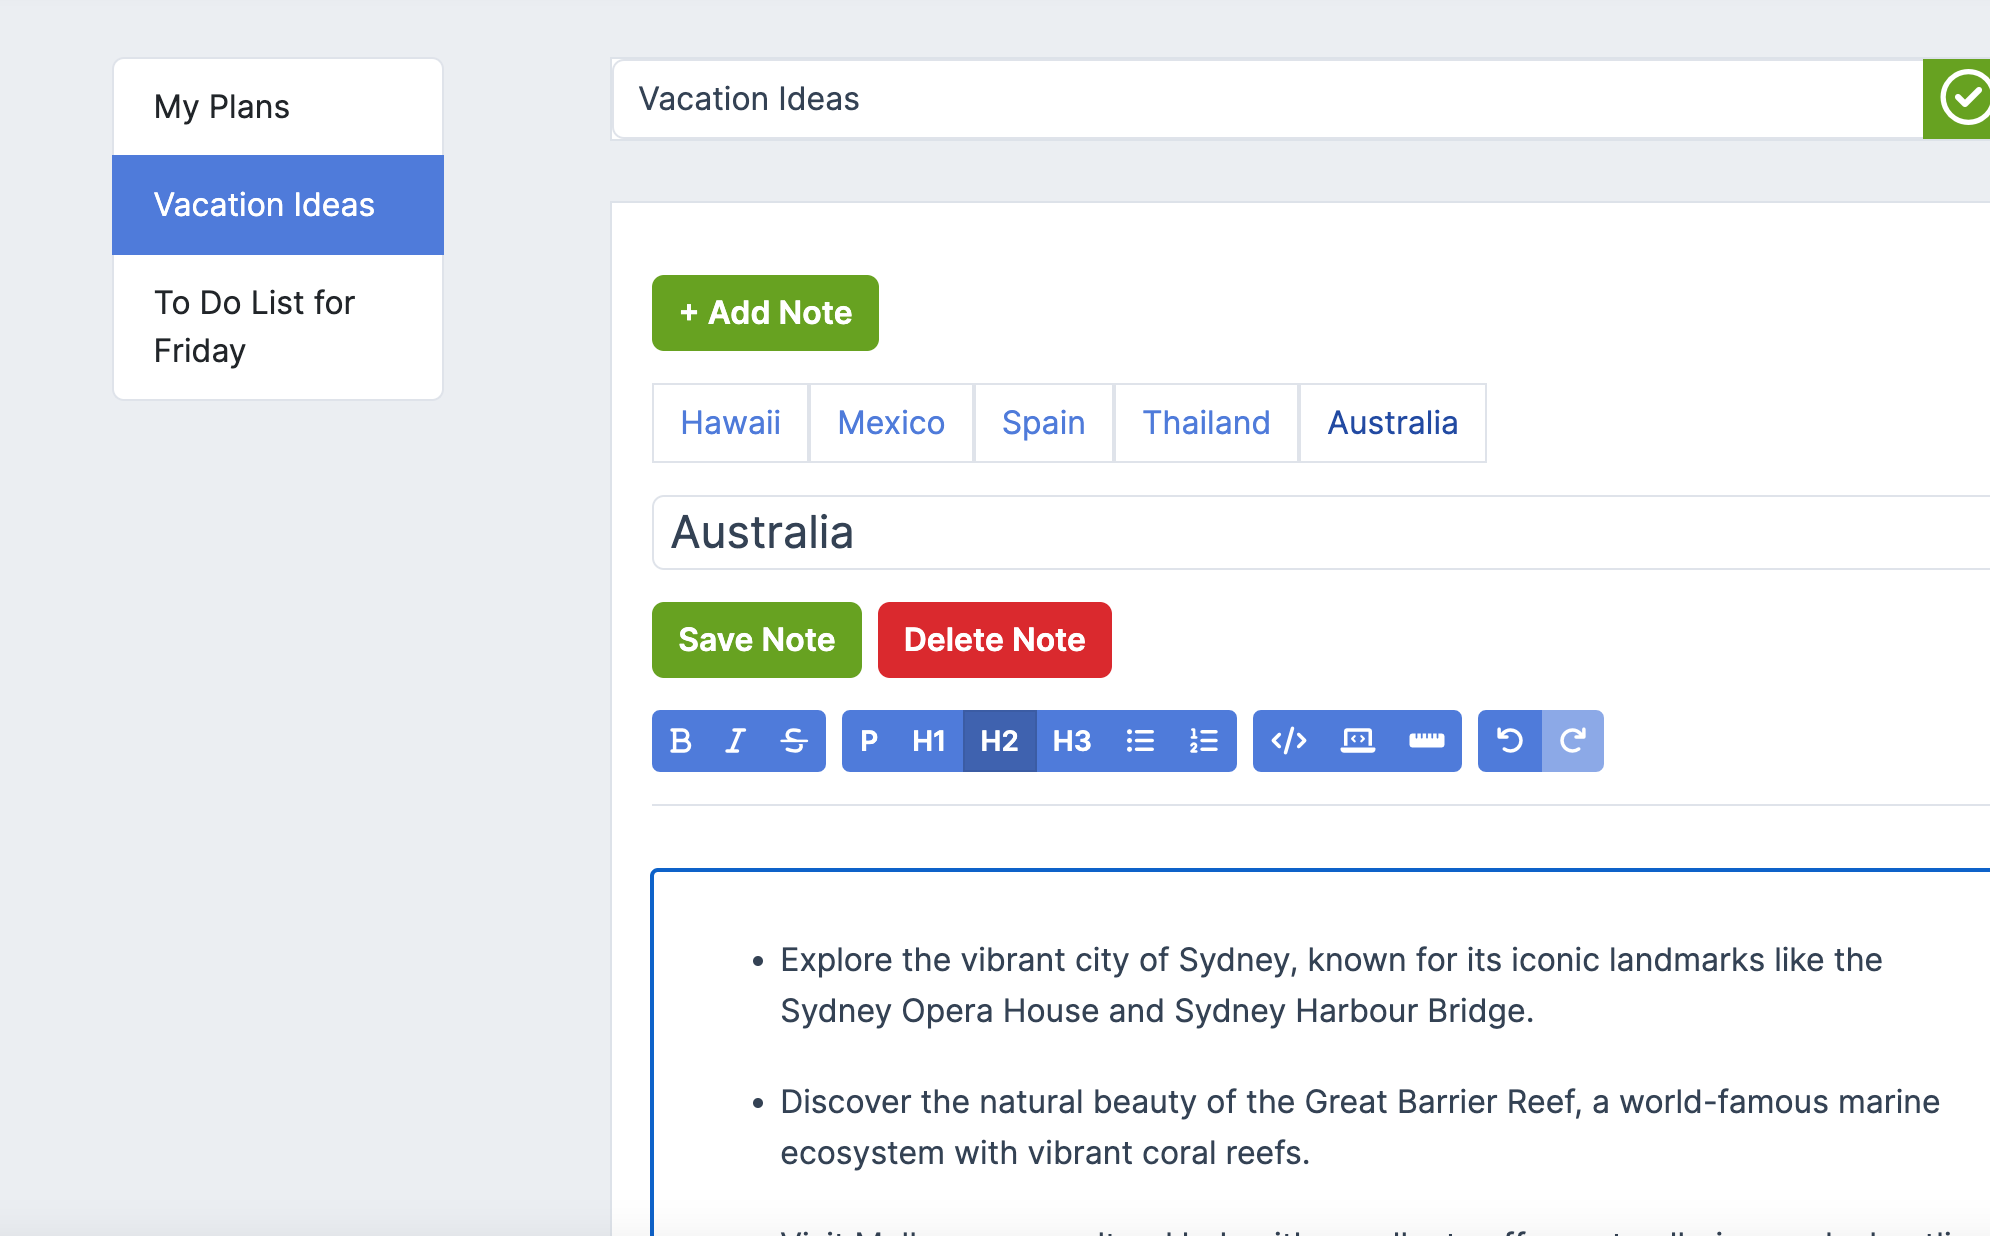 My Plans
Vacation Ideas
To Do List for
Friday
Vacation Ideas
+ Add Note
Hawaii Mexico Spain Thailand Australia
Australia
Save Note Delete Note
B I S P H1 H2 H3
• Explore the vibrant city of Sydney, known for its iconic landmarks like the
Sydney Opera House and Sydney Harbour Bridge.
• Discover the natural beauty of the Great Barrier Reef, a world-famous marine
ecosystem with vibrant coral reefs.